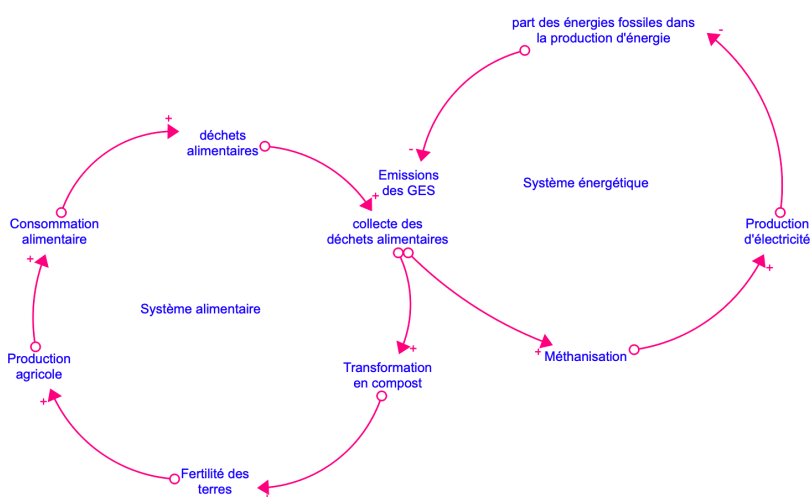 part des énergies fossiles dans
la production d'énergie
-
+
déchets
alimentaires
-
Emissions
des GES
Système énergétique
+
Consommation
alimentaire
collecte des
déchets alimentaires
Production
d'électricité
+
+
Système alimentaire
+
+
Production
agricole
Transformation
en compost
Méthanisation
+
Fertilité des
terres